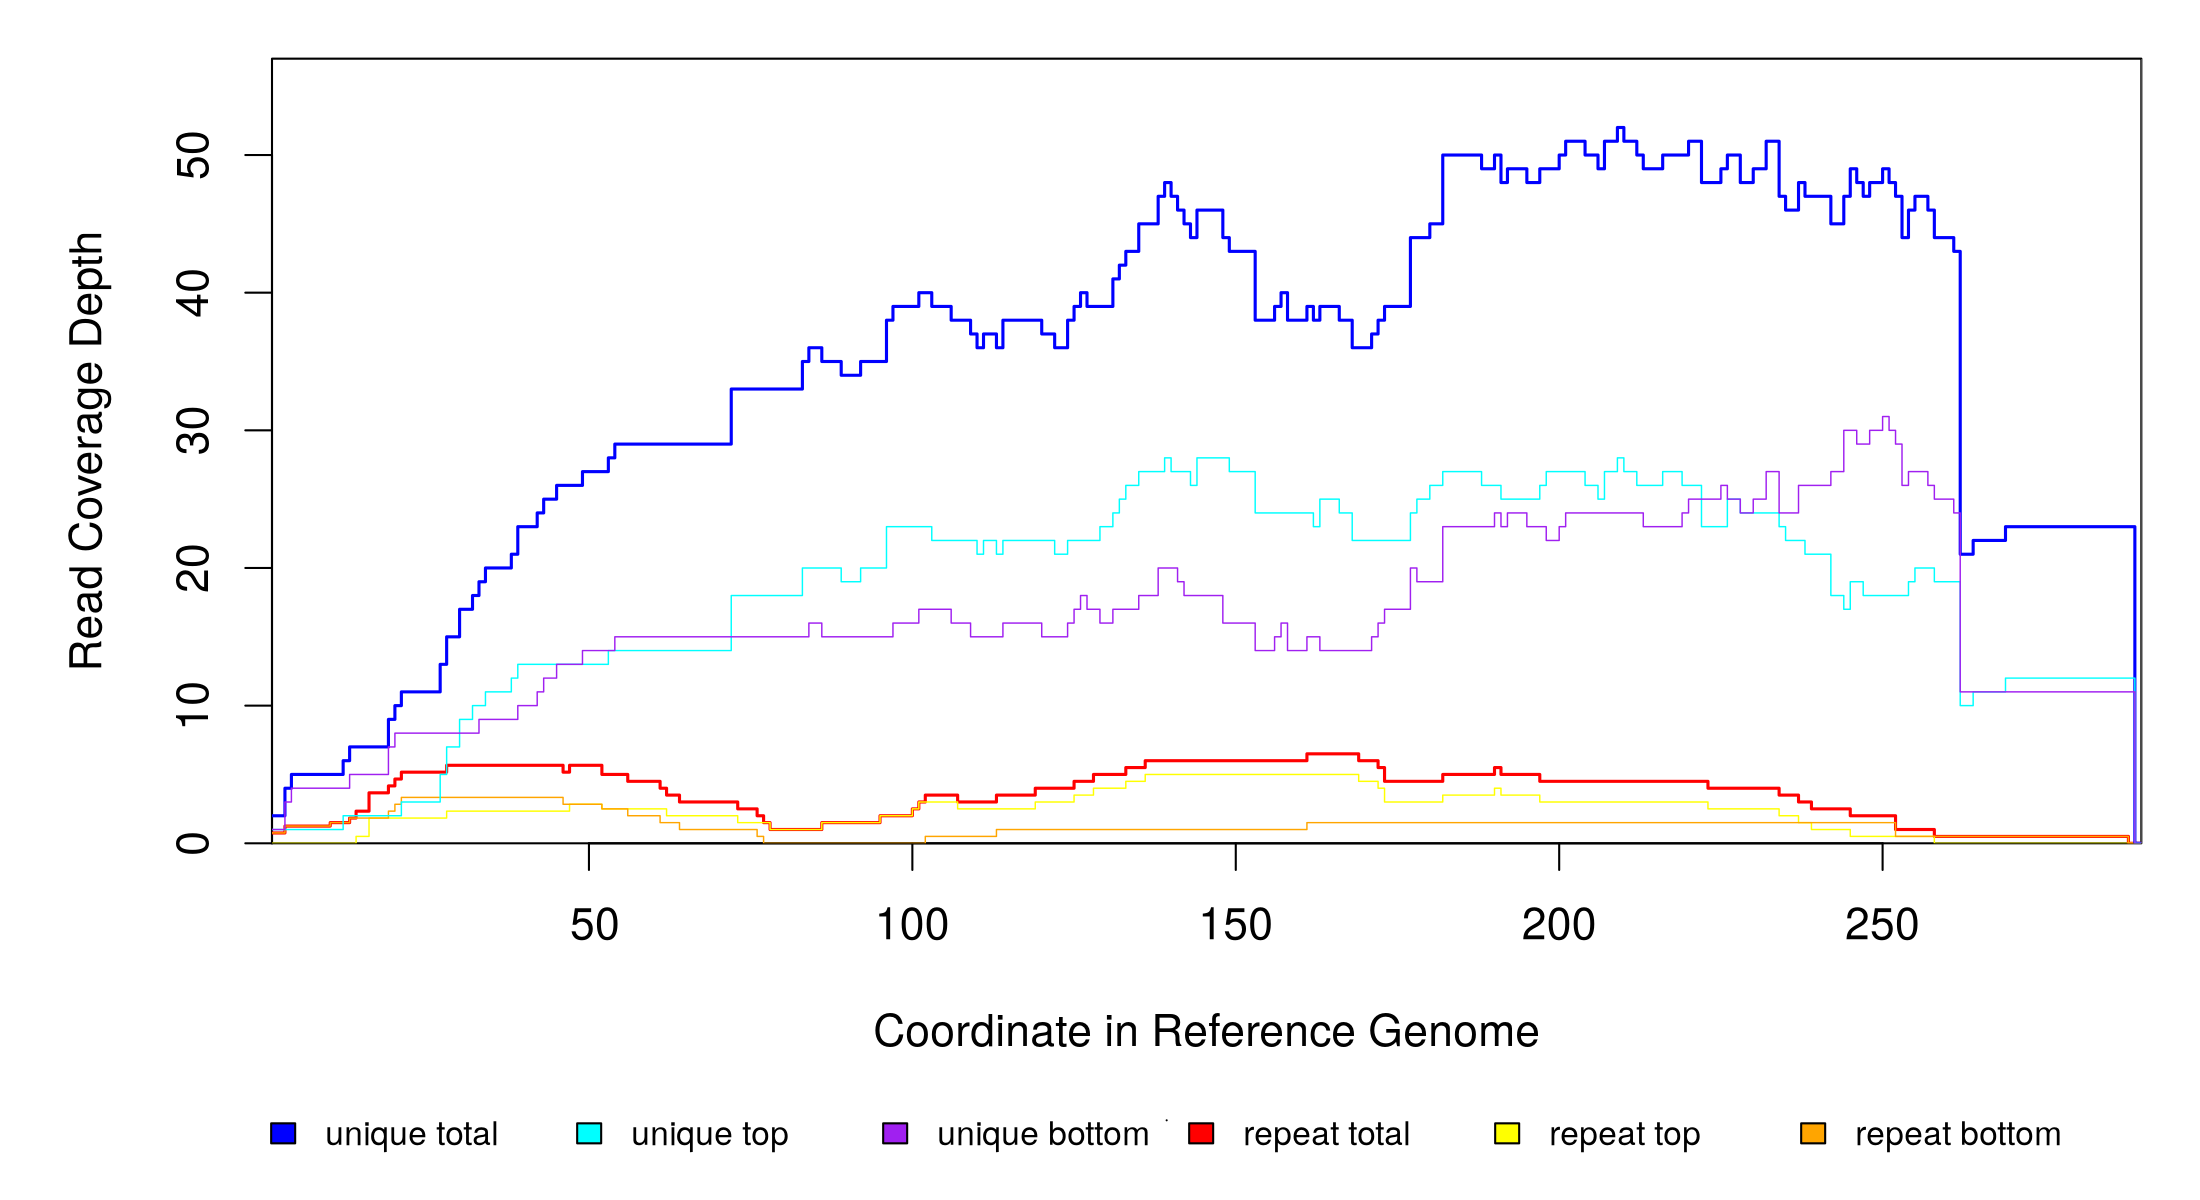 Read Coverage Depth
50
40
30
20
10
0
50 100 150 200 250
Coordinate in Reference Genome
unique total unique top unique bottom repeat total repeat top repeat bottom